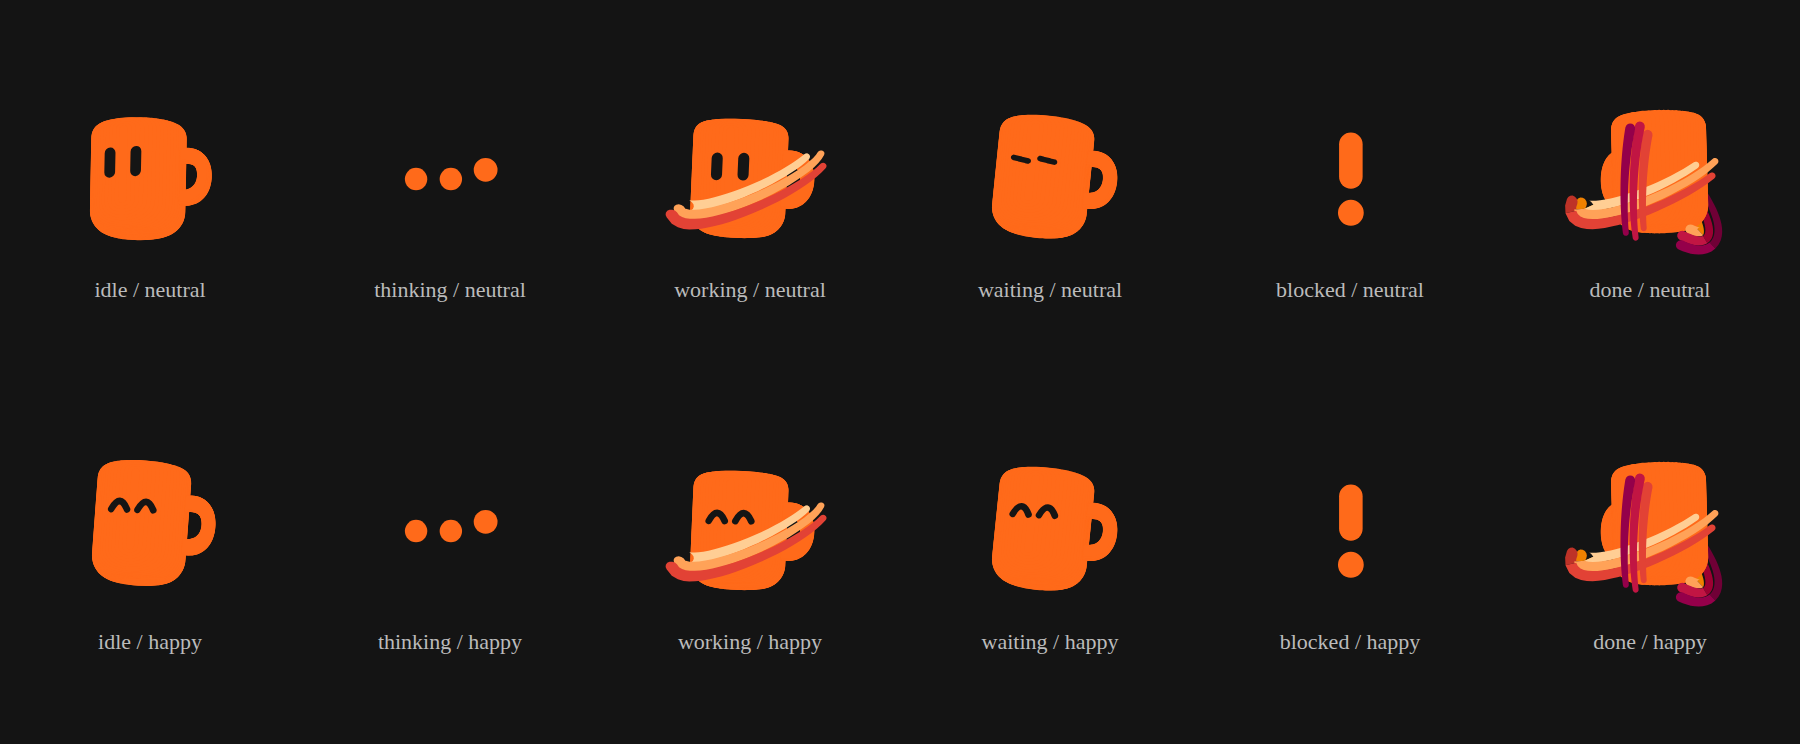 idle / neutral
thinking / neutral
working / neutral
waiting / neutral
blocked / neutral
done / neutral
idle / happy
thinking / happy
working / happy
waiting / happy
blocked / happy
done / happy